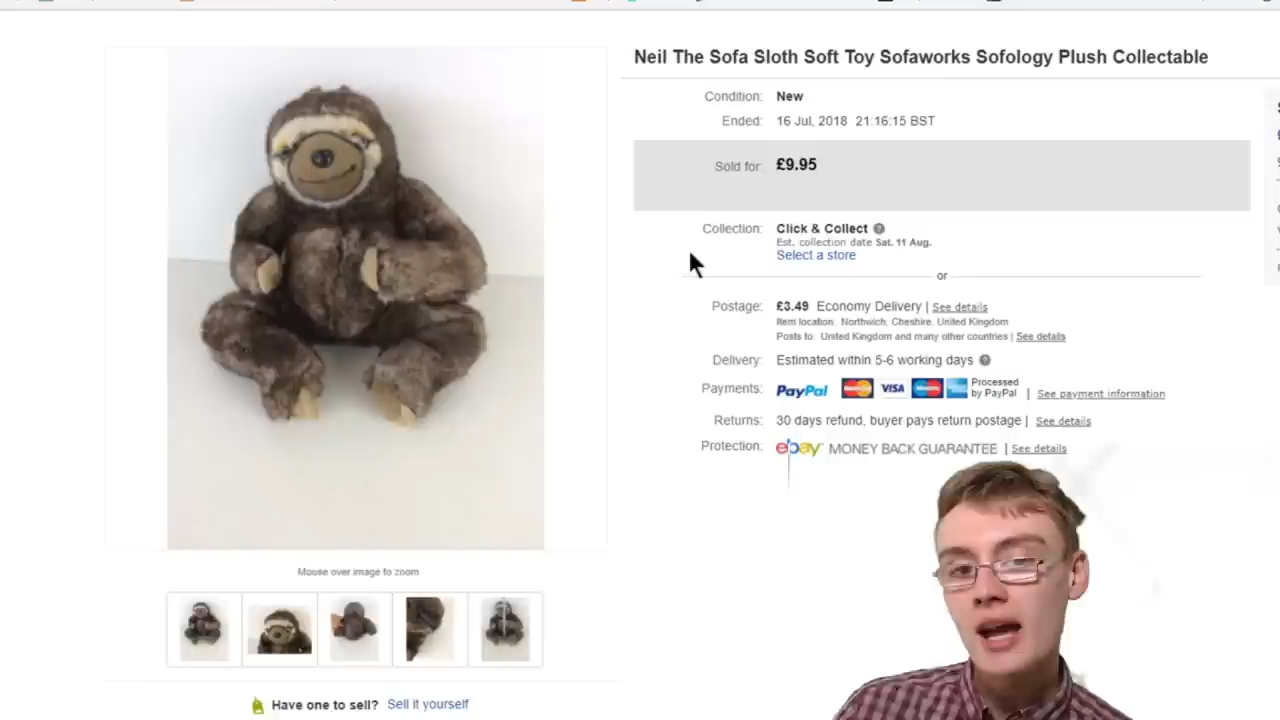 Neil The Sofa Sloth Soft Toy Sofaworks Sofology Plush Collectable
Condition: New
Ended: 16 Jul, 2018 21:16:15 BST
Sold for: £9.95
Collection: Click & Collect
Est. collection date Sat. 11 Aug.
Select a store
or
Postage: £3.49 Economy Delivery | See details
Item location: Northwich, Cheshire, United Kingdom
Posts to: United Kingdom and many other countries | See details
Delivery: Estimated within 5-6 working days
Payments: PayPal MasterCard VISA Maestro Processed by PayPal | See payment information
Returns: 30 days refund, buyer pays return postage | See details
Protection: ebay MONEY BACK GUARANTEE | See details
Mouse over image to zoom
Have one to sell? Sell it yourself